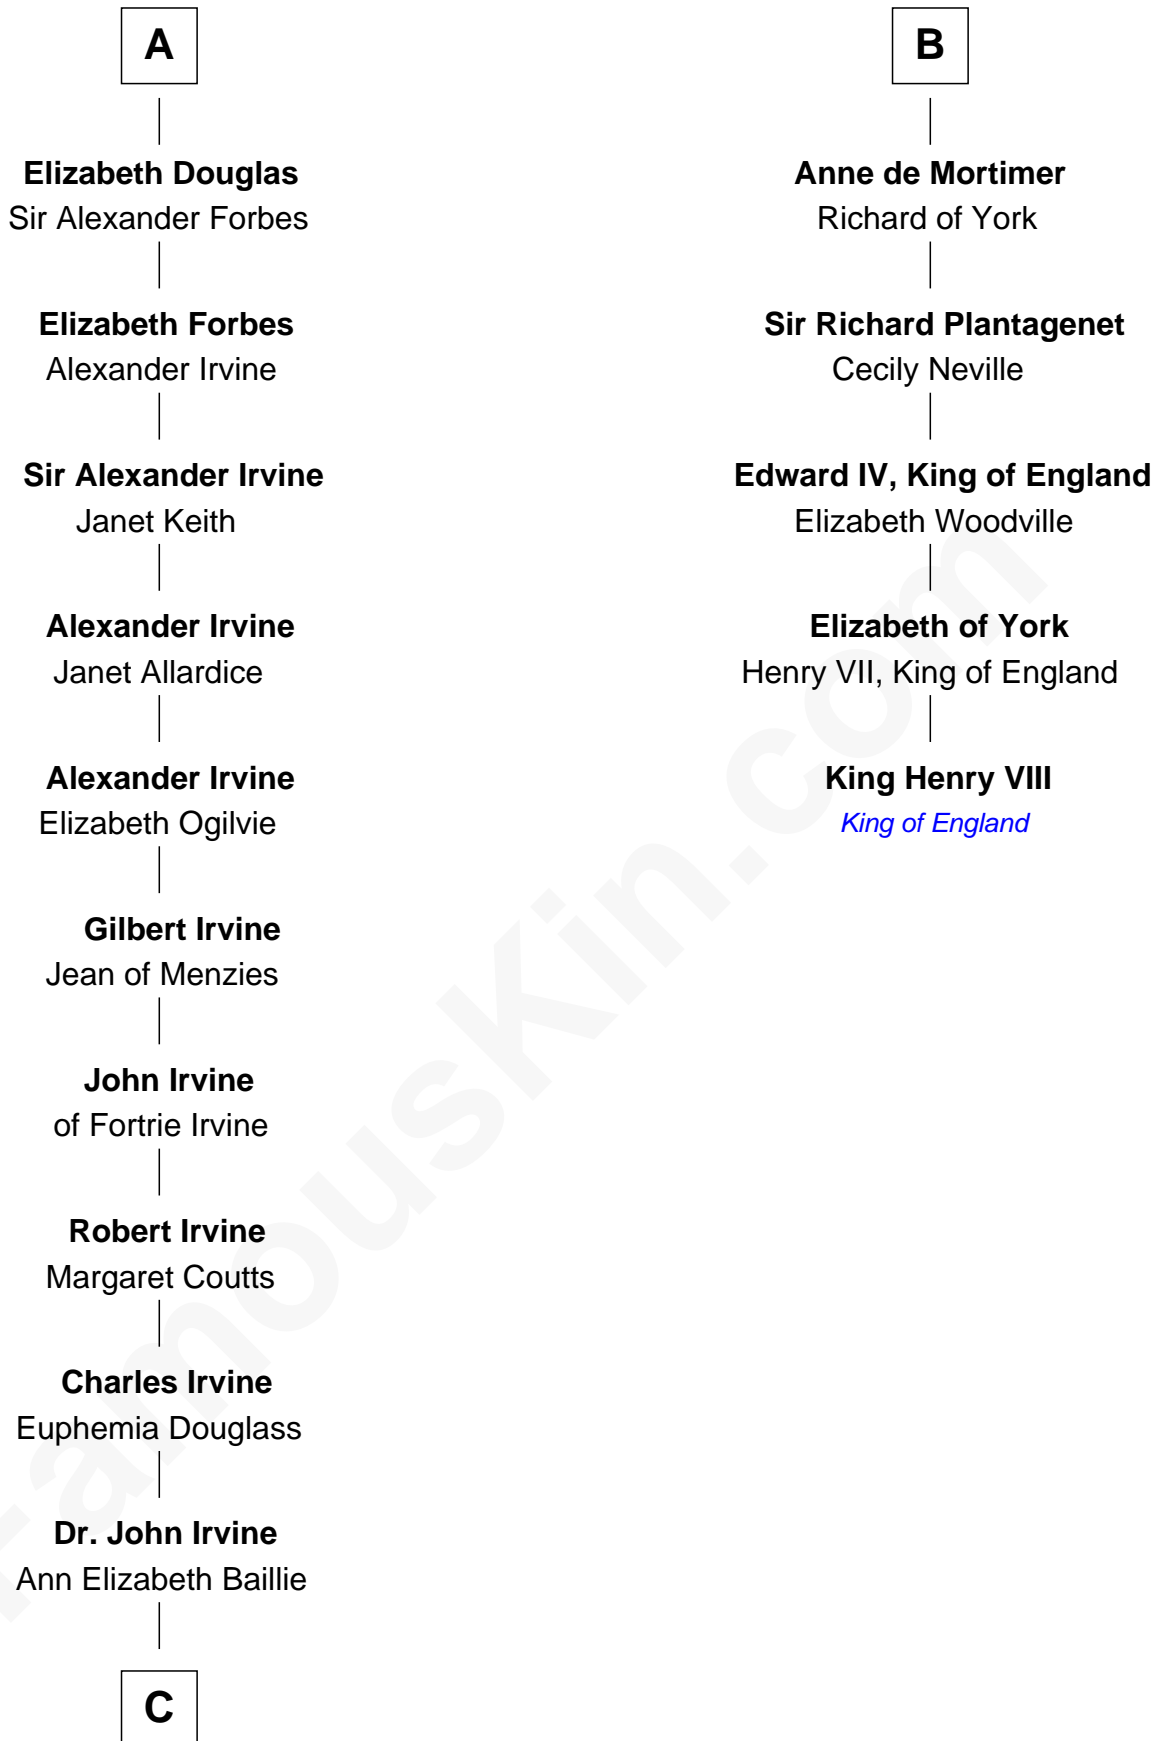 A
Elizabeth Douglas
Sir Alexander Forbes
Elizabeth Forbes
Alexander Irvine
Sir Alexander Irvine
Janet Keith
Alexander Irvine
Janet Allardice
Alexander Irvine
Elizabeth Ogilvie
Gilbert Irvine
Jean of Menzies
John Irvine
of Fortrie Irvine
Robert Irvine
Margaret Coutts
Charles Irvine
Euphemia Douglass
Dr. John Irvine
Ann Elizabeth Baillie
C
B
Anne de Mortimer
Richard of York
Sir Richard Plantagenet
Cecily Neville
Edward IV, King of England
Elizabeth Woodville
Elizabeth of York
Henry VII, King of England
King Henry VIII
King of England
FamousKin.com